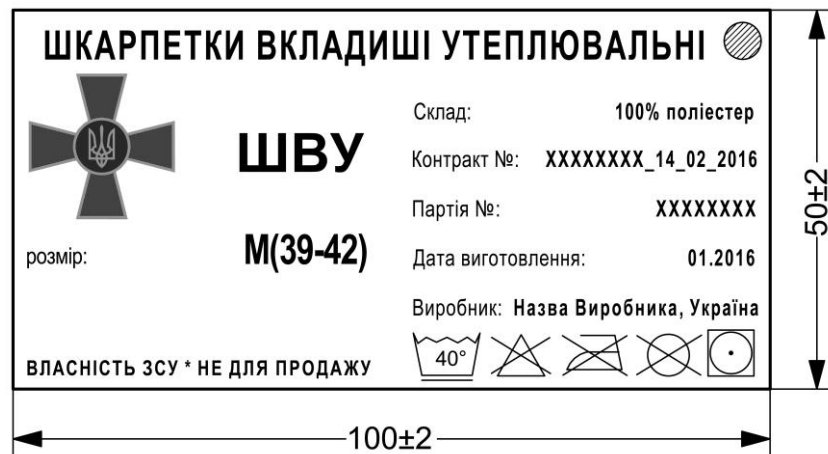 ШКАРПЕТКИ ВКЛАДИШІ УТЕПЛЮВАЛЬНІ
ШВУ
розмір: М(39-42)
ВЛАСНІСТЬ ЗСУ * НЕ ДЛЯ ПРОДАЖУ
Склад: 100% поліестер
Контракт №: XXXXXXXX_14_02_2016
Партія №: XXXXXXXX
Дата виготовлення: 01.2016
Виробник: Назва Виробника, Україна
40°
50±2
100±2